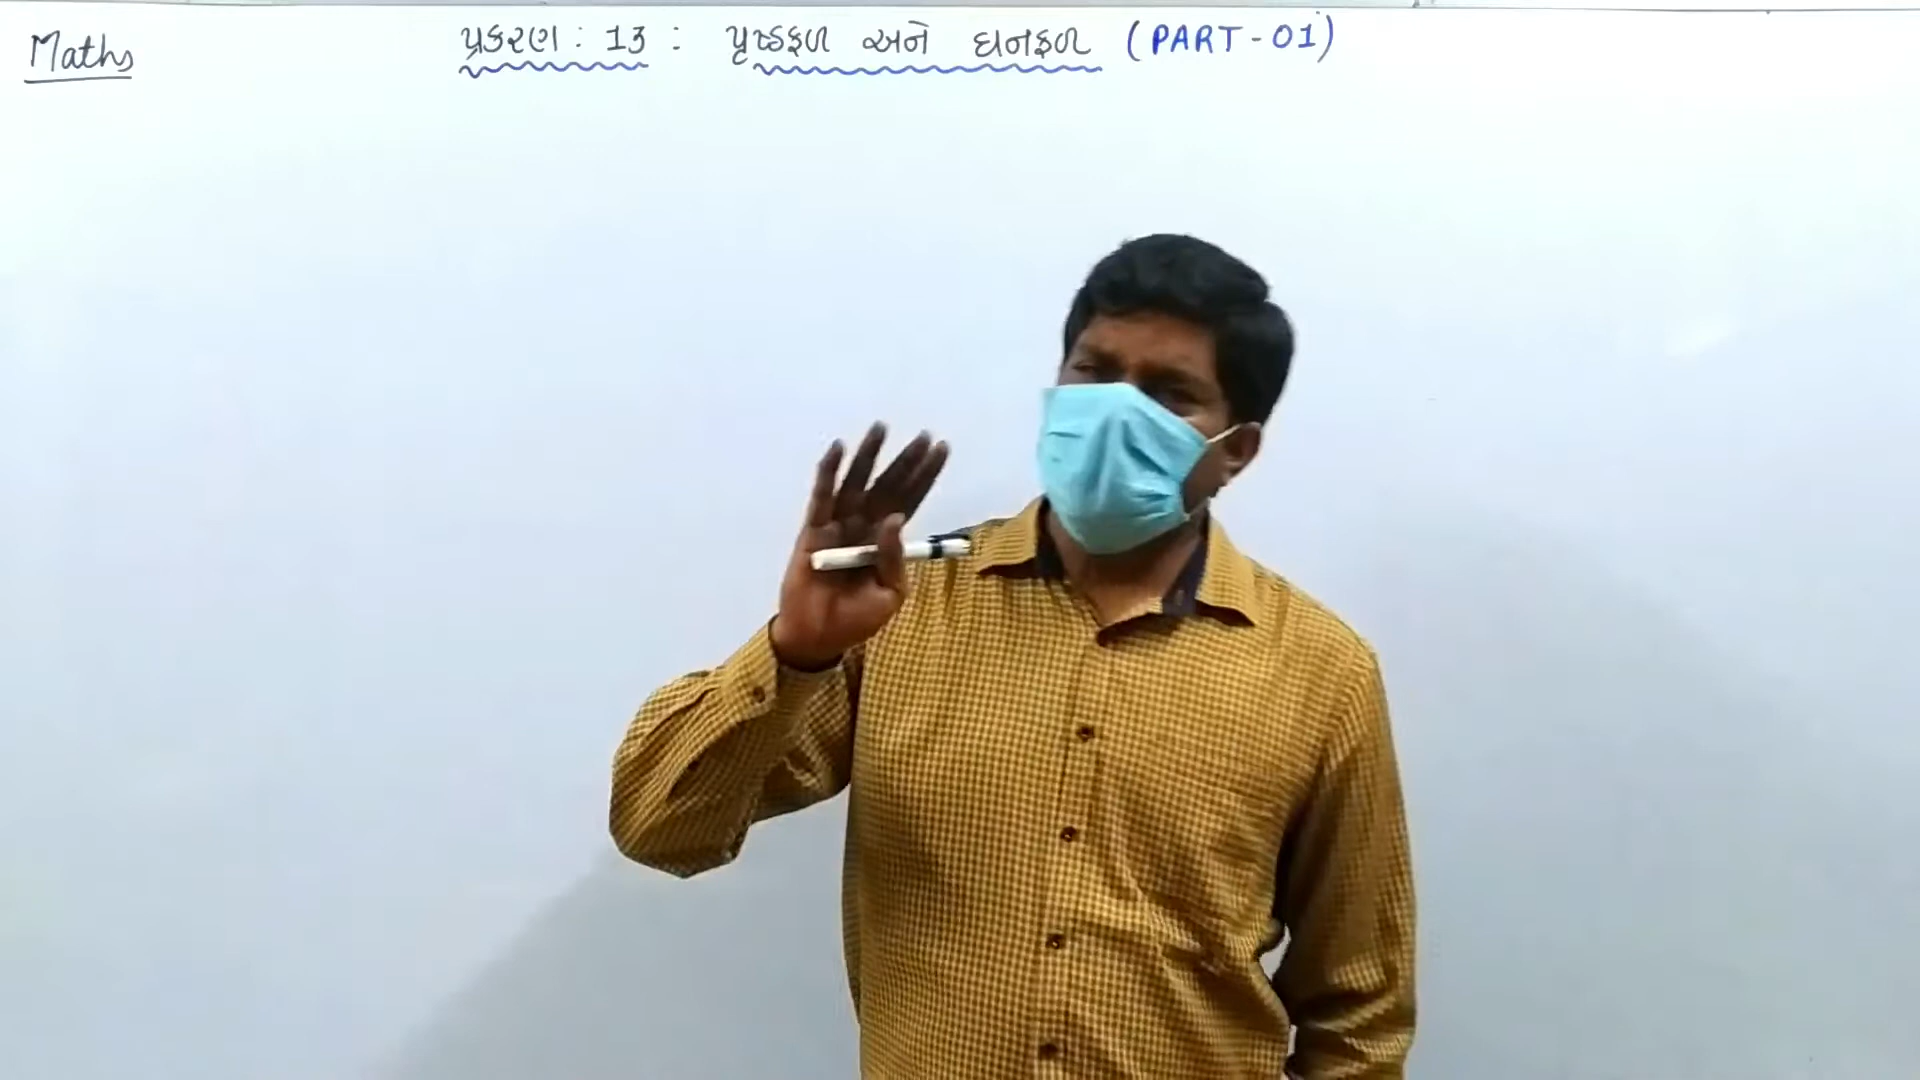 Maths
પ્રકરણ : 13 : પૃષ્ઠફળ અને ઘનફળ (PART-01)